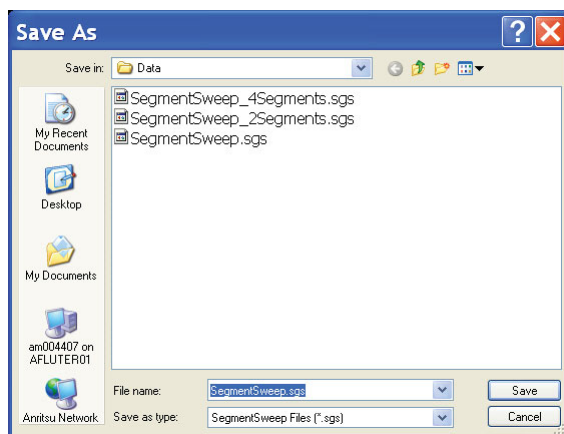 Save As
Save in:
Data
SegmentSweep_4Segments.sgs
SegmentSweep_2Segments.sgs
SegmentSweep.sgs
My Recent
Documents
Desktop
My Documents
am004407 on
AFLUTER01
Anritsu Network
File name:
SegmentSweep.sgs
Save
Save as type:
SegmentSweep Files (*.sgs)
Cancel